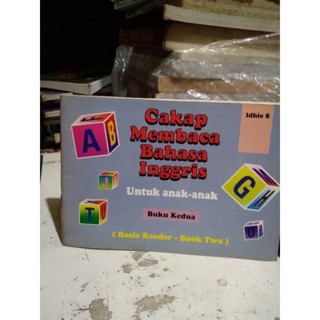 Idhie S
Cakap
Membaca
Bahasa
Inggris
Untuk anak-anak
Buku Kedua
( Basic Reader - Book Two )
A
B
I
T
G